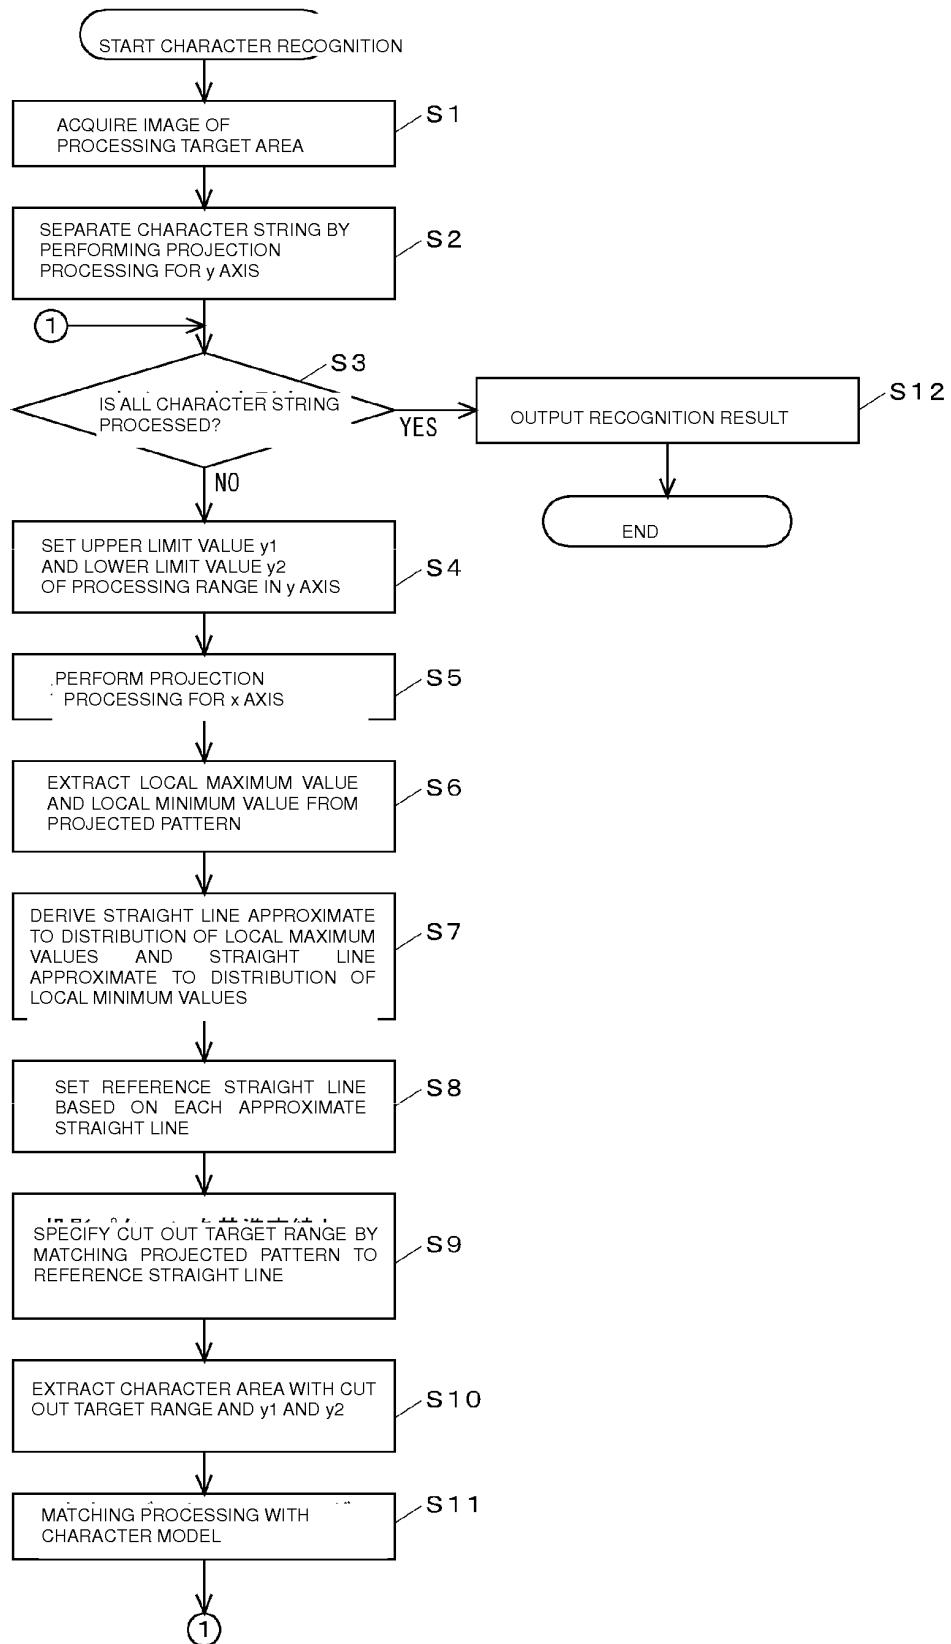 START CHARACTER RECOGNITION
ACQUIRE IMAGE OF
PROCESSING TARGET AREA
S1
SEPARATE CHARACTER STRING BY
PERFORMING PROJECTION
PROCESSING FOR y AXIS
S2
1
S3
IS ALL CHARACTER STRING
PROCESSED?
YES
NO
OUTPUT RECOGNITION RESULT
S12
END
SET UPPER LIMIT VALUE y1
AND LOWER LIMIT VALUE y2
OF PROCESSING RANGE IN y AXIS
S4
PERFORM PROJECTION
PROCESSING FOR x AXIS
S5
EXTRACT LOCAL MAXIMUM VALUE
AND LOCAL MINIMUM VALUE FROM
PROJECTED PATTERN
S6
DERIVE STRAIGHT LINE APPROXIMATE
TO DISTRIBUTION OF LOCAL MAXIMUM
VALUES AND STRAIGHT LINE
APPROXIMATE TO DISTRIBUTION OF
LOCAL MINIMUM VALUES
S7
SET REFERENCE STRAIGHT LINE
BASED ON EACH APPROXIMATE
STRAIGHT LINE
S8
SPECIFY CUT OUT TARGET RANGE BY
MATCHING PROJECTED PATTERN TO
REFERENCE STRAIGHT LINE
S9
EXTRACT CHARACTER AREA WITH CUT
OUT TARGET RANGE AND y1 AND y2
S10
MATCHING PROCESSING WITH
CHARACTER MODEL
S11
1